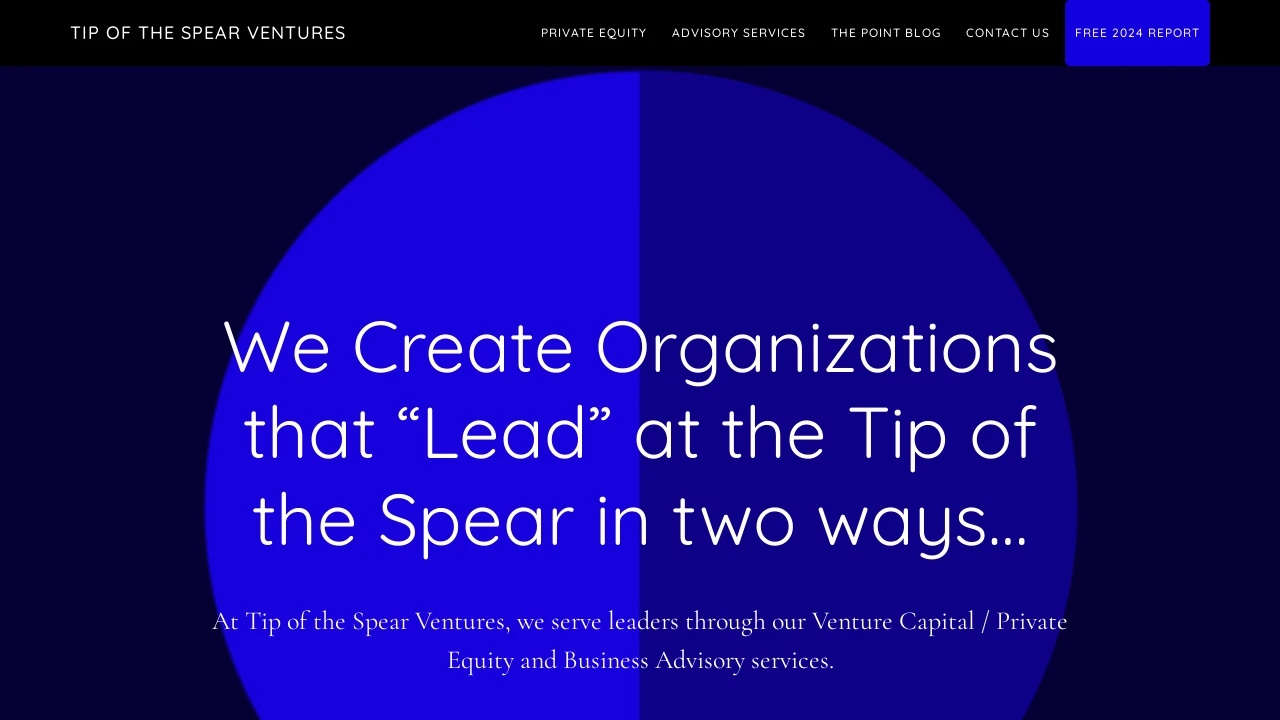 TIP OF THE SPEAR VENTURES
PRIVATE EQUITY
ADVISORY SERVICES
THE POINT BLOG
CONTACT US
FREE 2024 REPORT
We Create Organizations
that “Lead” at the Tip of
the Spear in two ways...
At Tip of the Spear Ventures, we serve leaders through our Venture Capital / Private
Equity and Business Advisory services.